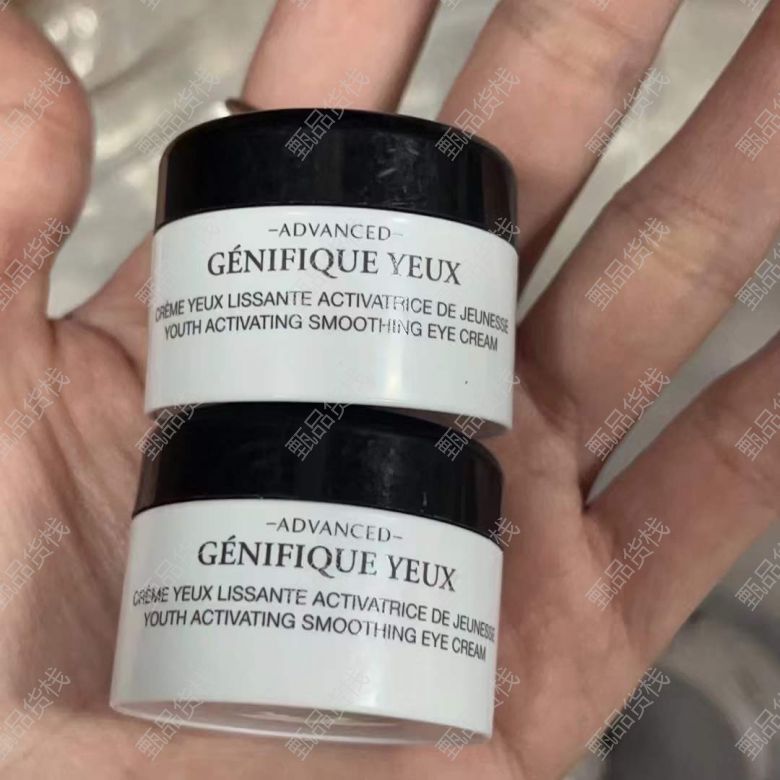 -ADVANCED-
GÉNIFIQUE YEUX
CRÈME YEUX LISSANTE ACTIVATRICE DE JEUNESSE
YOUTH ACTIVATING SMOOTHING EYE CREAM
-ADVANCED-
GÉNIFIQUE YEUX
CRÈME YEUX LISSANTE ACTIVATRICE DE JEUNESSE
YOUTH ACTIVATING SMOOTHING EYE CREAM
甄品货栈